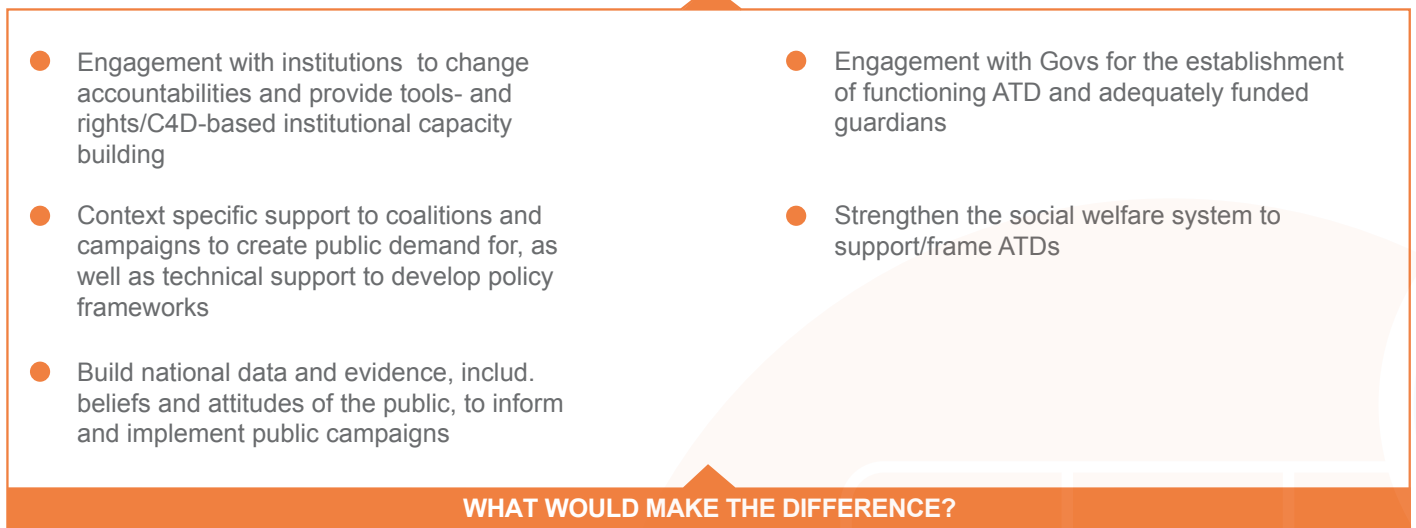 Engagement with institutions  to change
accountabilities and provide tools- and
rights/C4D-based institutional capacity
building
Context specific support to coalitions and
campaigns to create public demand for, as
well as technical support to develop policy
frameworks
Build national data and evidence, includ.
beliefs and attitudes of the public, to inform
and implement public campaigns
Engagement with Govs for the establishment
of functioning ATD and adequately funded
guardians
Strengthen the social welfare system to
support/frame ATDs
WHAT WOULD MAKE THE DIFFERENCE?